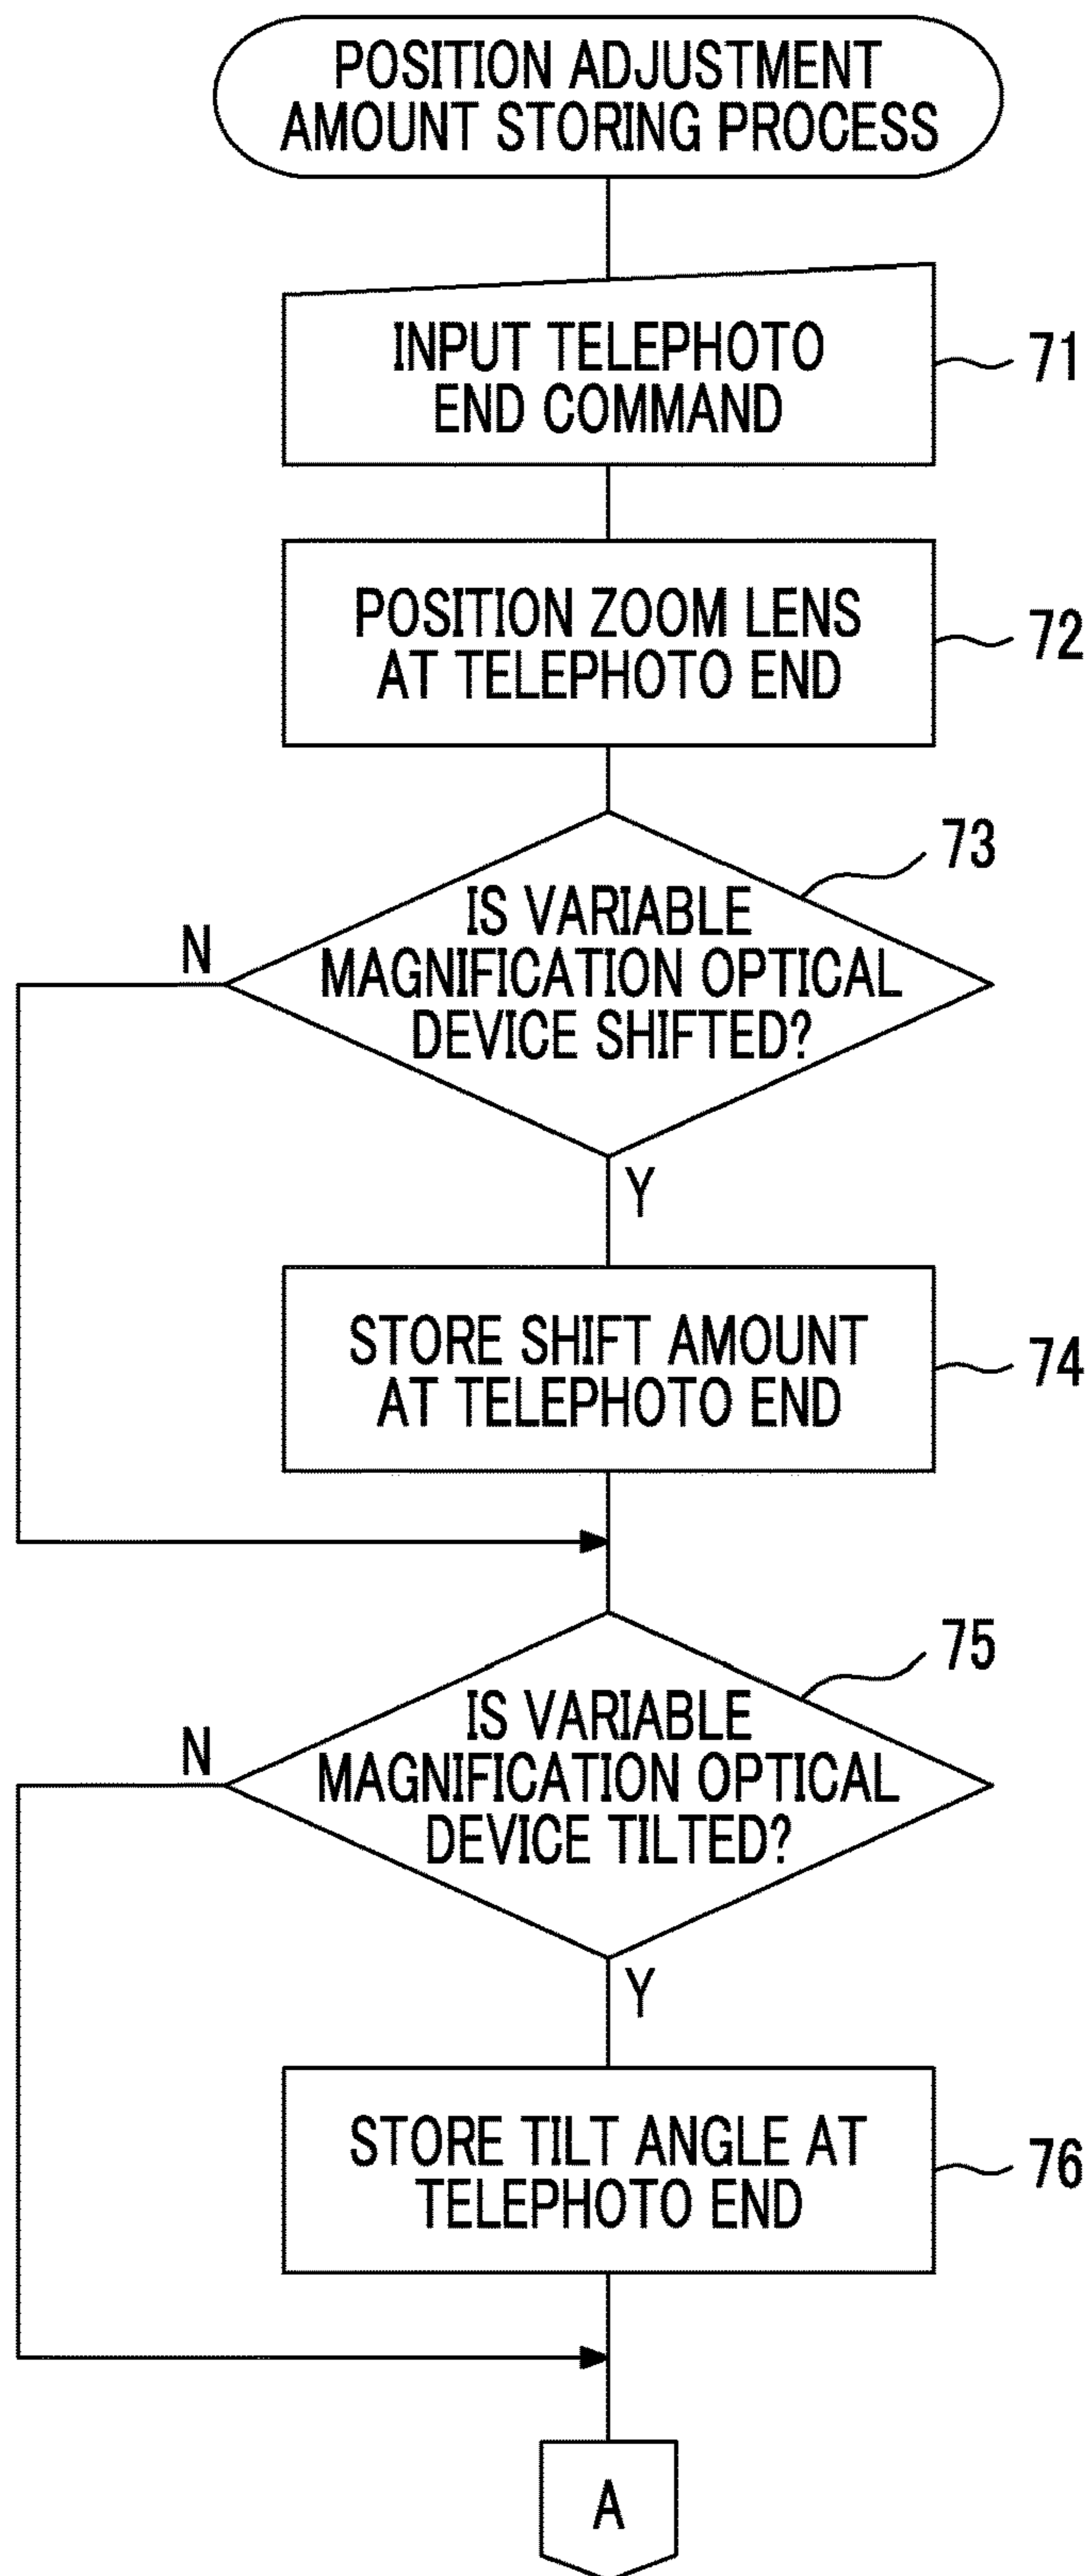 POSITION ADJUSTMENT
AMOUNT STORING PROCESS
INPUT TELEPHOTO
END COMMAND
71
POSITION ZOOM LENS
AT TELEPHOTO END
72
73
IS VARIABLE
MAGNIFICATION OPTICAL
DEVICE SHIFTED?
N
Y
STORE SHIFT AMOUNT
AT TELEPHOTO END
74
75
IS VARIABLE
MAGNIFICATION OPTICAL
DEVICE TILTED?
N
Y
STORE TILT ANGLE AT
TELEPHOTO END
76
A